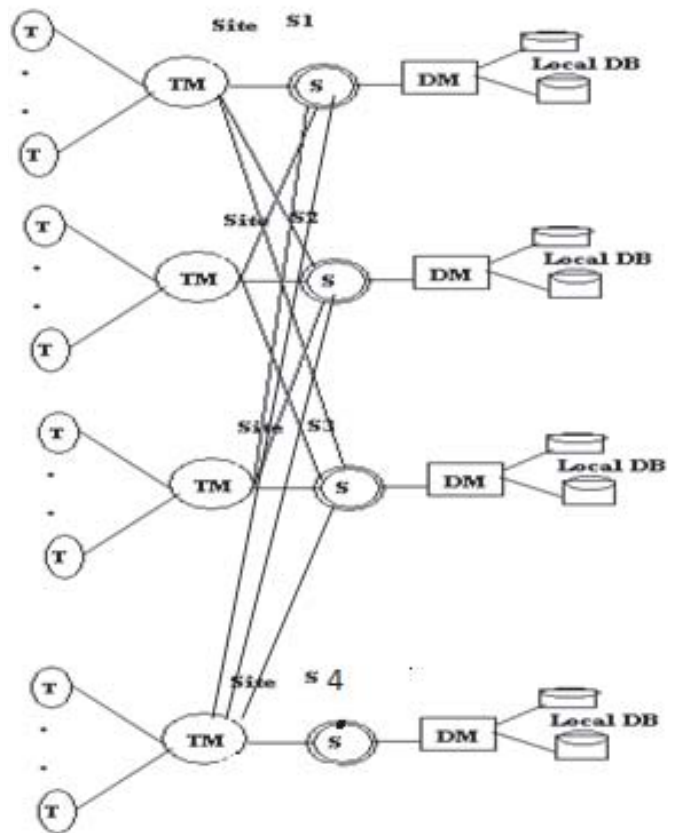 Site S1
T
TM S DM Local DB
T
Site S2
T
TM S DM Local DB
T
Site S3
T
TM S DM Local DB
T
Site S 4
T
TM S DM Local DB
T